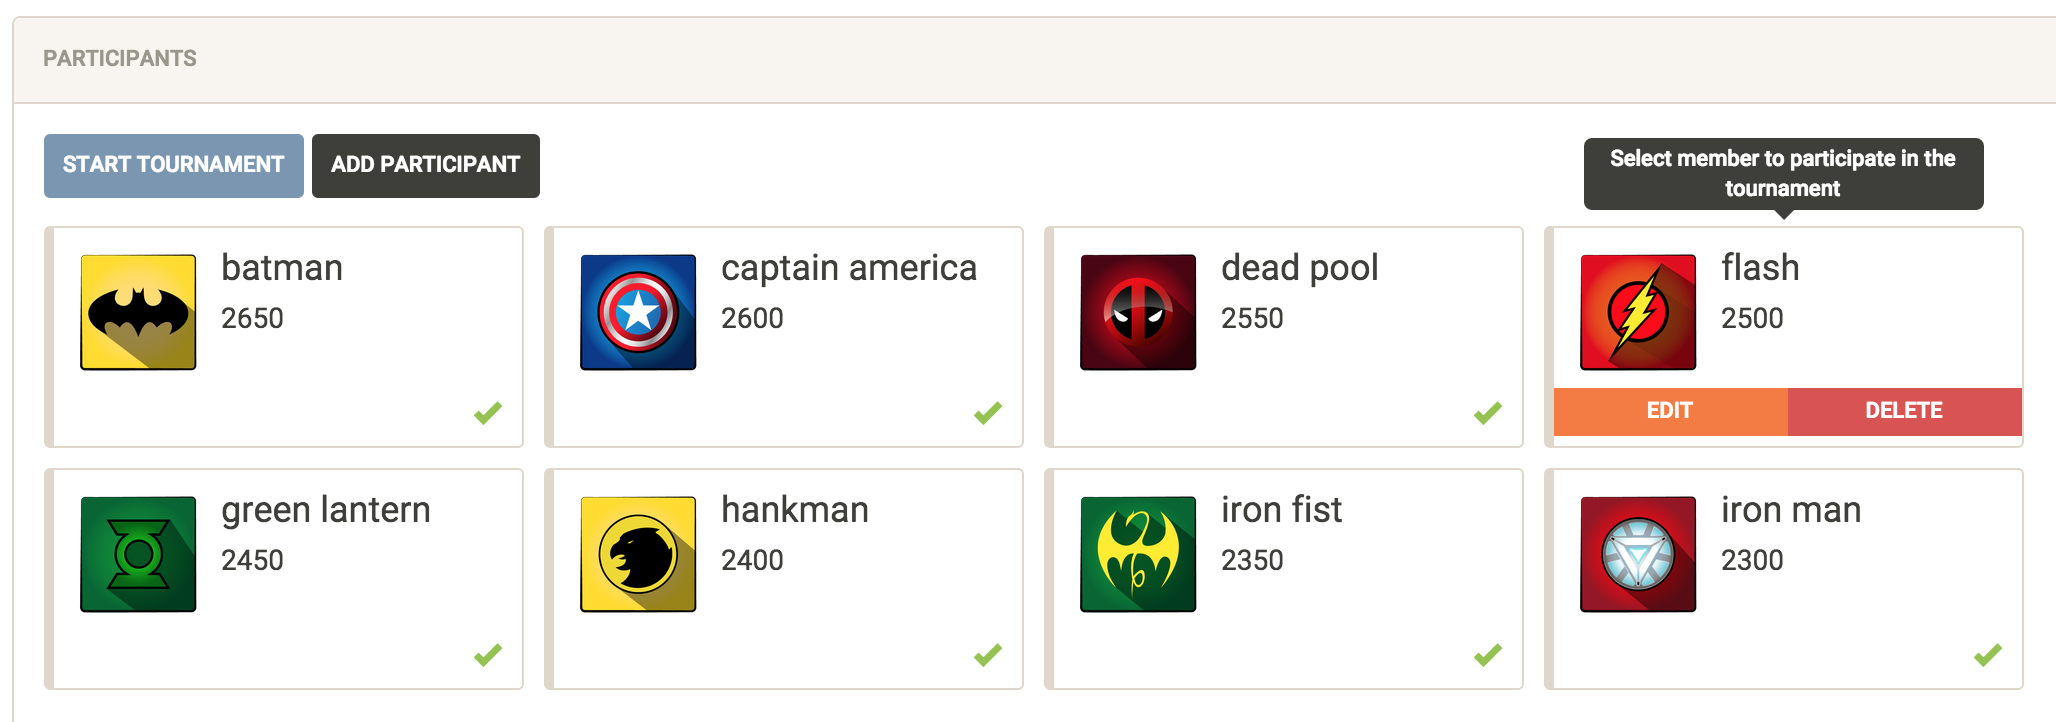 PARTICIPANTS
START TOURNAMENT
ADD PARTICIPANT
Select member to participate in the
tournament
batman
2650
captain america
2600
dead pool
2550
flash
2500
EDIT
DELETE
green lantern
2450
hankman
2400
iron fist
2350
iron man
2300